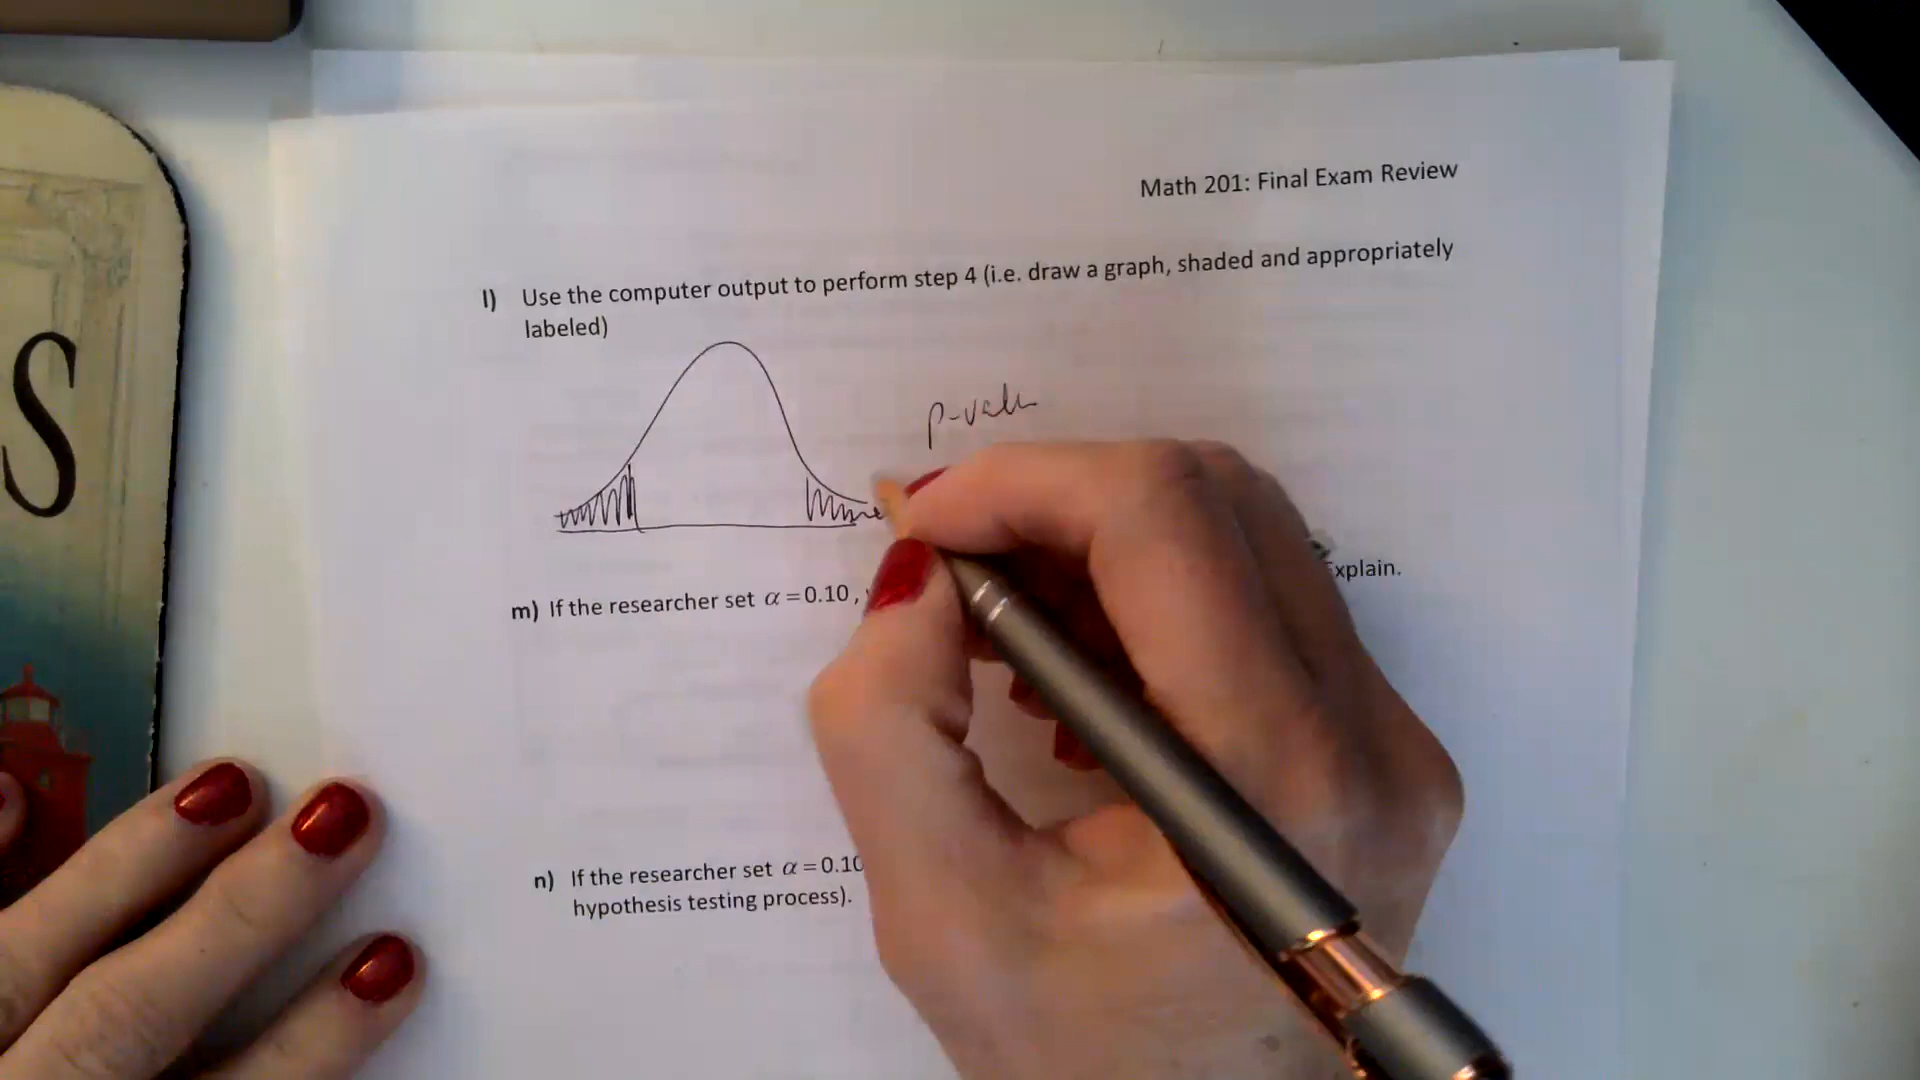 S
Math 201: Final Exam Review
l) Use the computer output to perform step 4 (i.e. draw a graph, shaded and appropriately
labeled)
p-valu
m) If the researcher set α = 0.10 , xplain.
n) If the researcher set α = 0.10
hypothesis testing process).